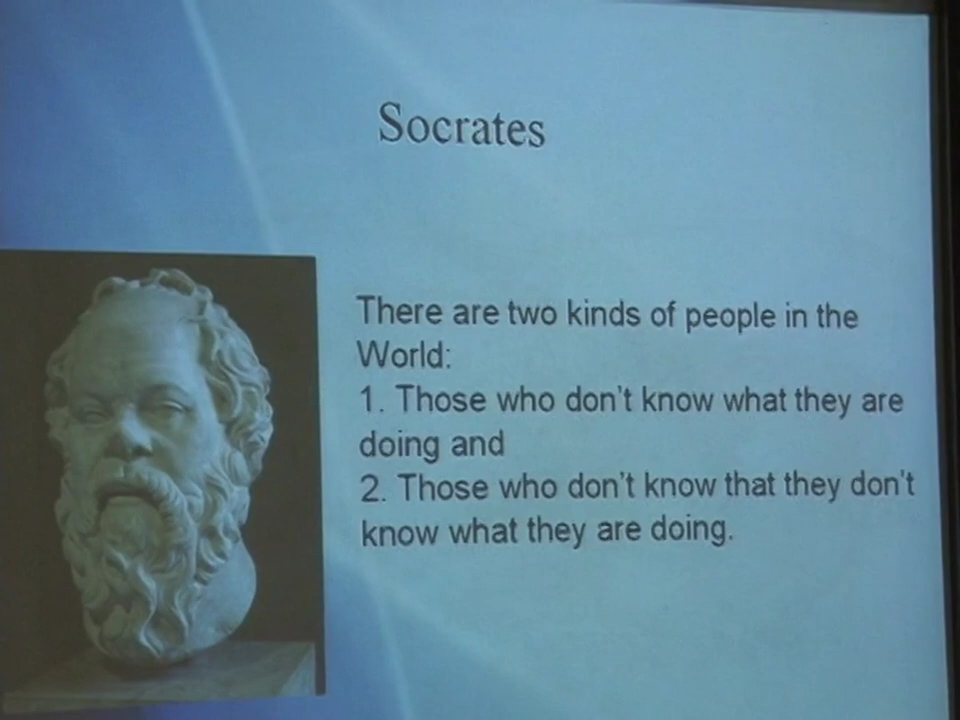 Socrates
There are two kinds of people in the
World:
1. Those who don't know what they are
doing and
2. Those who don't know that they don't
know what they are doing.